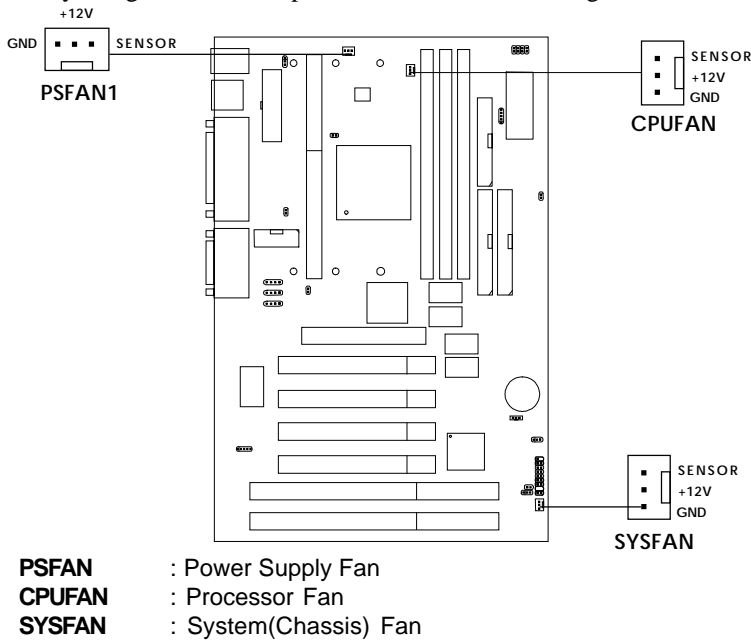 +12V
GND
SENSOR
PSFAN1
SENSOR
+12V
GND
CPUFAN
SENSOR
+12V
GND
SYSFAN
PSFAN : Power Supply Fan
CPUFAN : Processor Fan
SYSFAN : System(Chassis) Fan